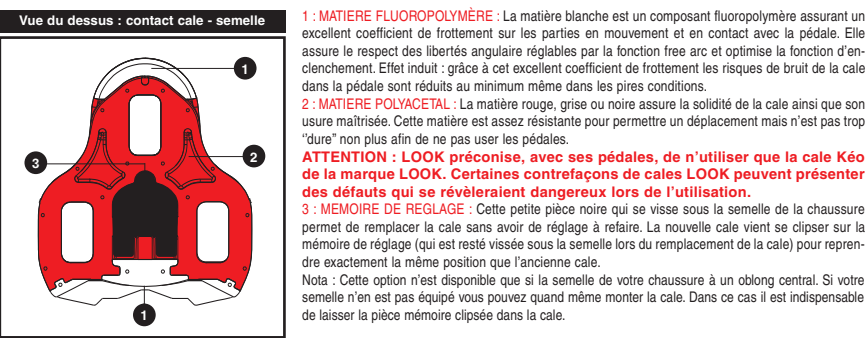 Vue du dessus : contact cale - semelle
1
2
3
1
1 : MATIERE FLUOROPOLYMÈRE : La matière blanche est un composant fluoropolymère assurant un
excellent coefficient de frottement sur les parties en mouvement et en contact avec la pédale. Elle
assure le respect des libertés angulaire réglables par la fonction free arc et optimise la fonction d'en-
clenchement. Effet induit : grâce à cet excellent coefficient de frottement les risques de bruit de la cale
dans la pédale sont réduits au minimum même dans les pires conditions.
2 : MATIERE POLYACETAL : La matière rouge, grise ou noire assure la solidité de la cale ainsi que son
usure maîtrisée. Cette matière est assez résistante pour permettre un déplacement mais n'est pas trop
‘'dure" non plus afin de ne pas user les pédales.
ATTENTION : LOOK préconise, avec ses pédales, de n'utiliser que la cale Kéo
de la marque LOOK. Certaines contrefaçons de cales LOOK peuvent présenter
des défauts qui se révèleraient dangereux lors de l'utilisation.
3 : MEMOIRE DE REGLAGE : Cette petite pièce noire qui se visse sous la semelle de la chaussure
permet de remplacer la cale sans avoir de réglage à refaire. La nouvelle cale vient se clipser sur la
mémoire de réglage (qui est resté vissée sous la semelle lors du remplacement de la cale) pour repren-
dre exactement la même position que l'ancienne cale.
Nota : Cette option n'est disponible que si la semelle de votre chaussure à un oblong central. Si votre
semelle n'en est pas équipé vous pouvez quand même monter la cale. Dans ce cas il est indispensable
de laisser la pièce mémoire clipsée dans la cale.